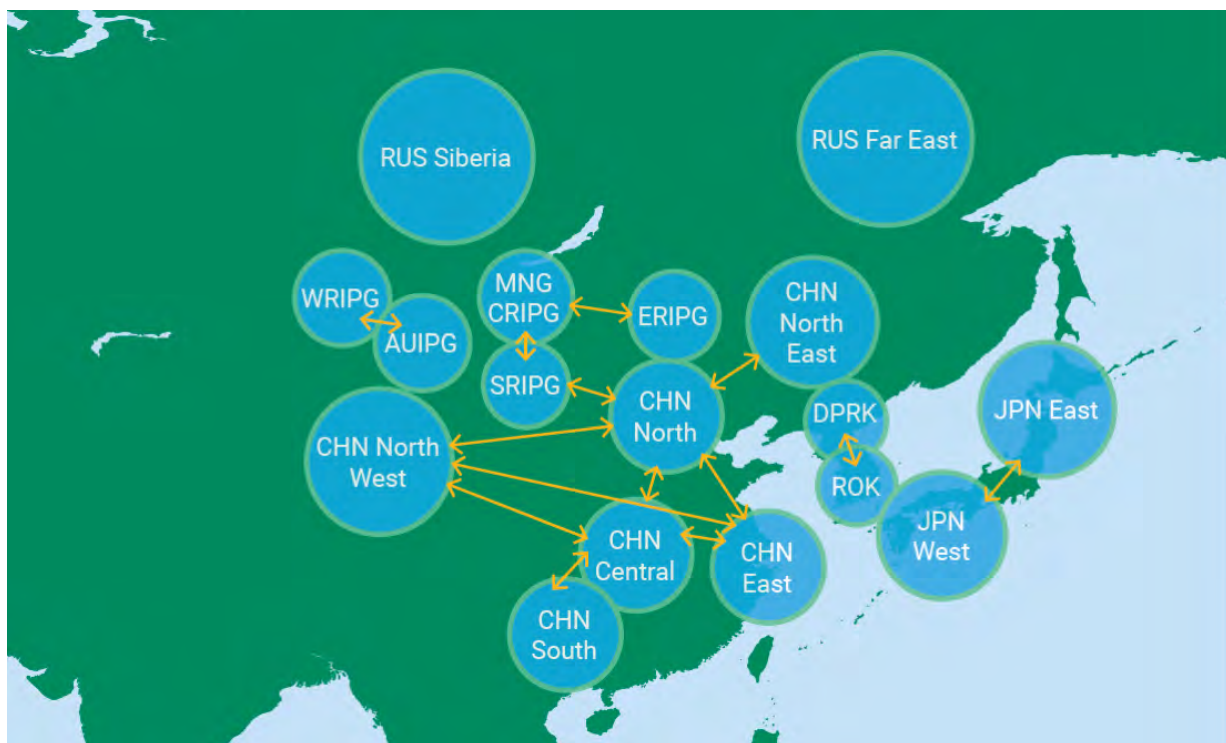 RUS Siberia
RUS Far East
WRIPG
AUIPG
MNG
CRIPG
ERIPG
SRIPG
CHN
North
East
CHN
North
DPRK
ROK
JPN East
JPN
West
CHN North
West
CHN
Central
CHN
East
CHN
South